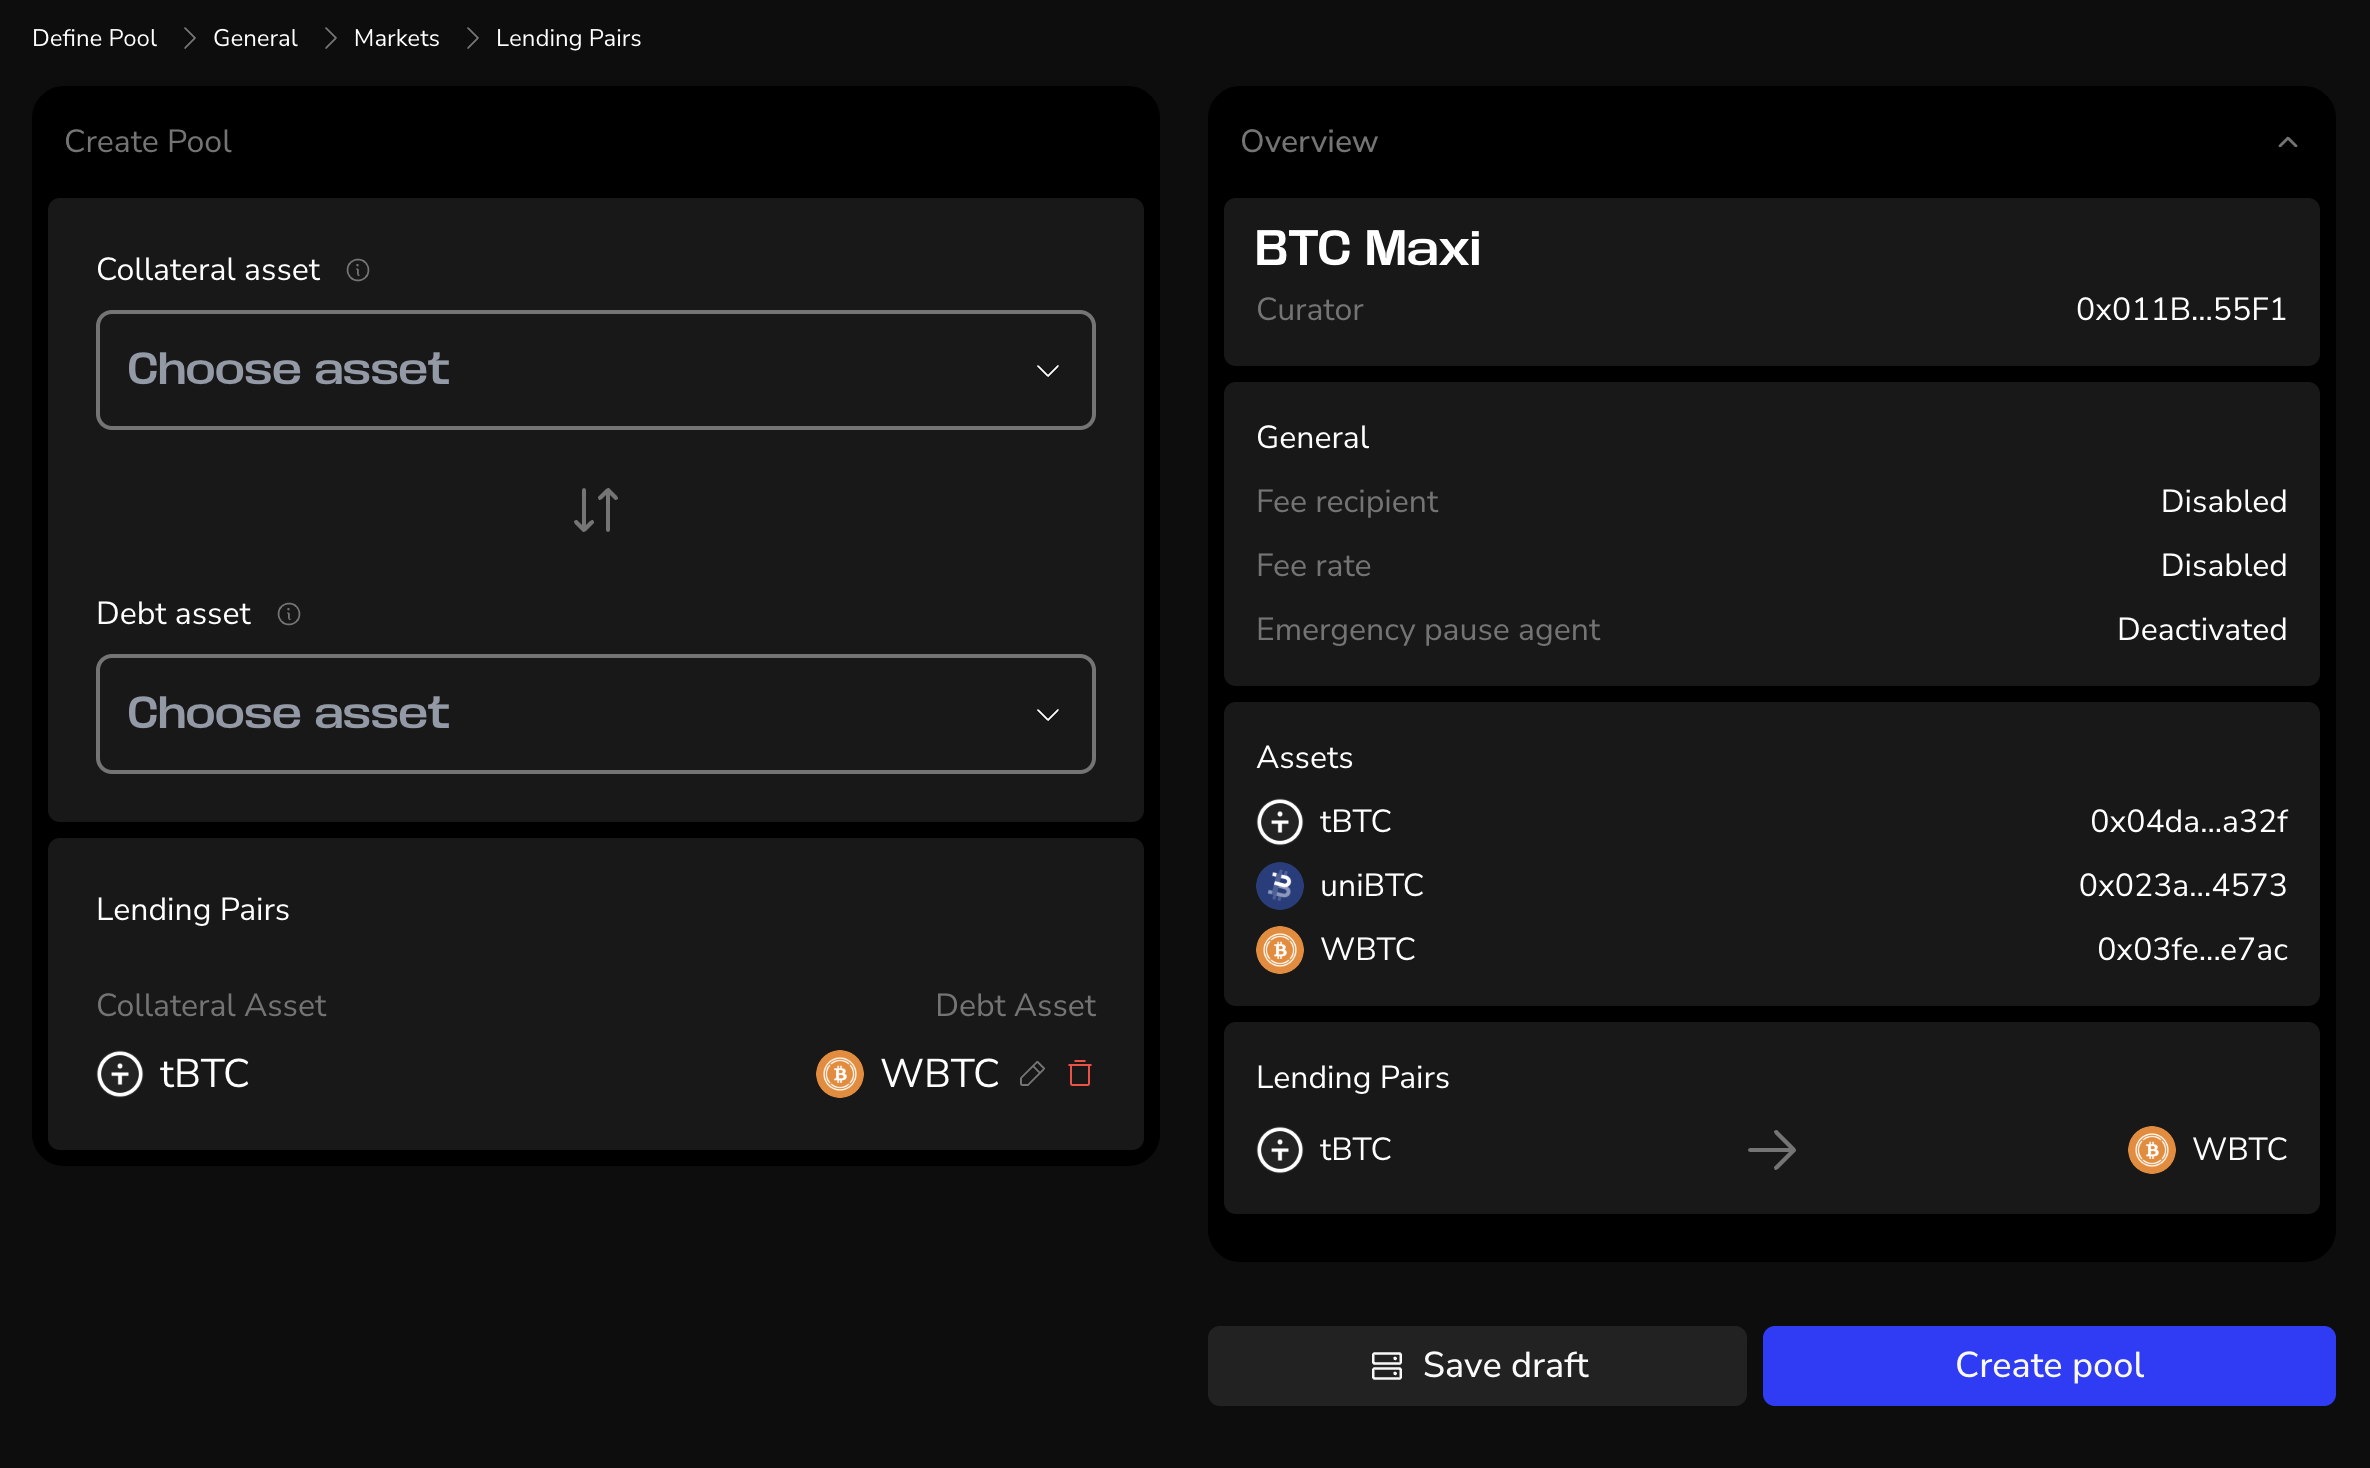 Define Pool General Markets Lending Pairs
Create Pool
Collateral asset
Choose asset
Debt asset
Choose asset
Lending Pairs
Collateral Asset Debt Asset
tBTC WBTC
Overview
BTC Maxi
Curator 0x011B...55F1
General
Fee recipient Disabled
Fee rate Disabled
Emergency pause agent Deactivated
Assets
tBTC 0x04da...a32f
uniBTC 0x023a...4573
WBTC 0x03fe...e7ac
Lending Pairs
tBTC WBTC
Save draft Create pool